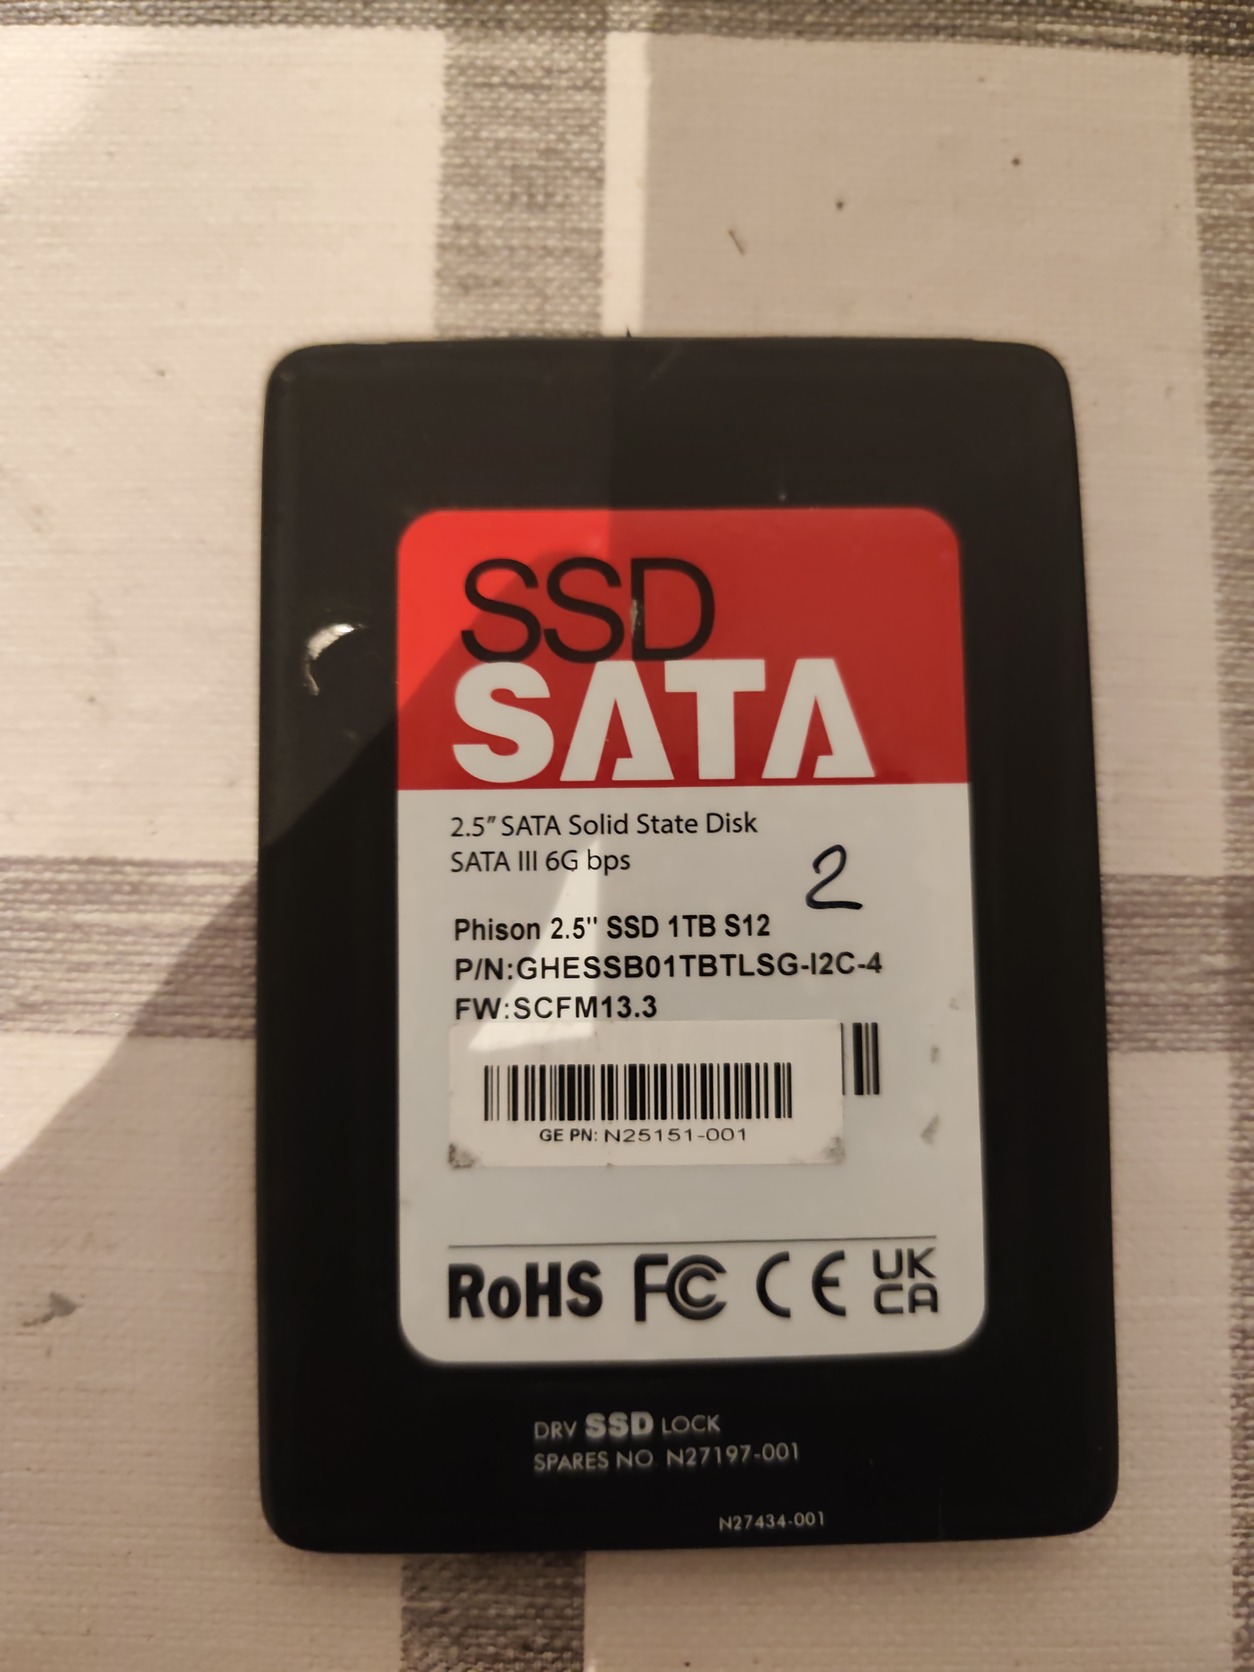 SSD
SATA
2.5" SATA Solid State Disk
SATA III 6G bps
2
Phison 2.5" SSD 1TB S12
P/N:GHESSB01TBTLSG-I2C-4
FW:SCFM13.3
GE PN: N25151-001
RoHS FC CE UK
CA
DRV SSD LOCK
SPARES NO N27197-001
N27434-001